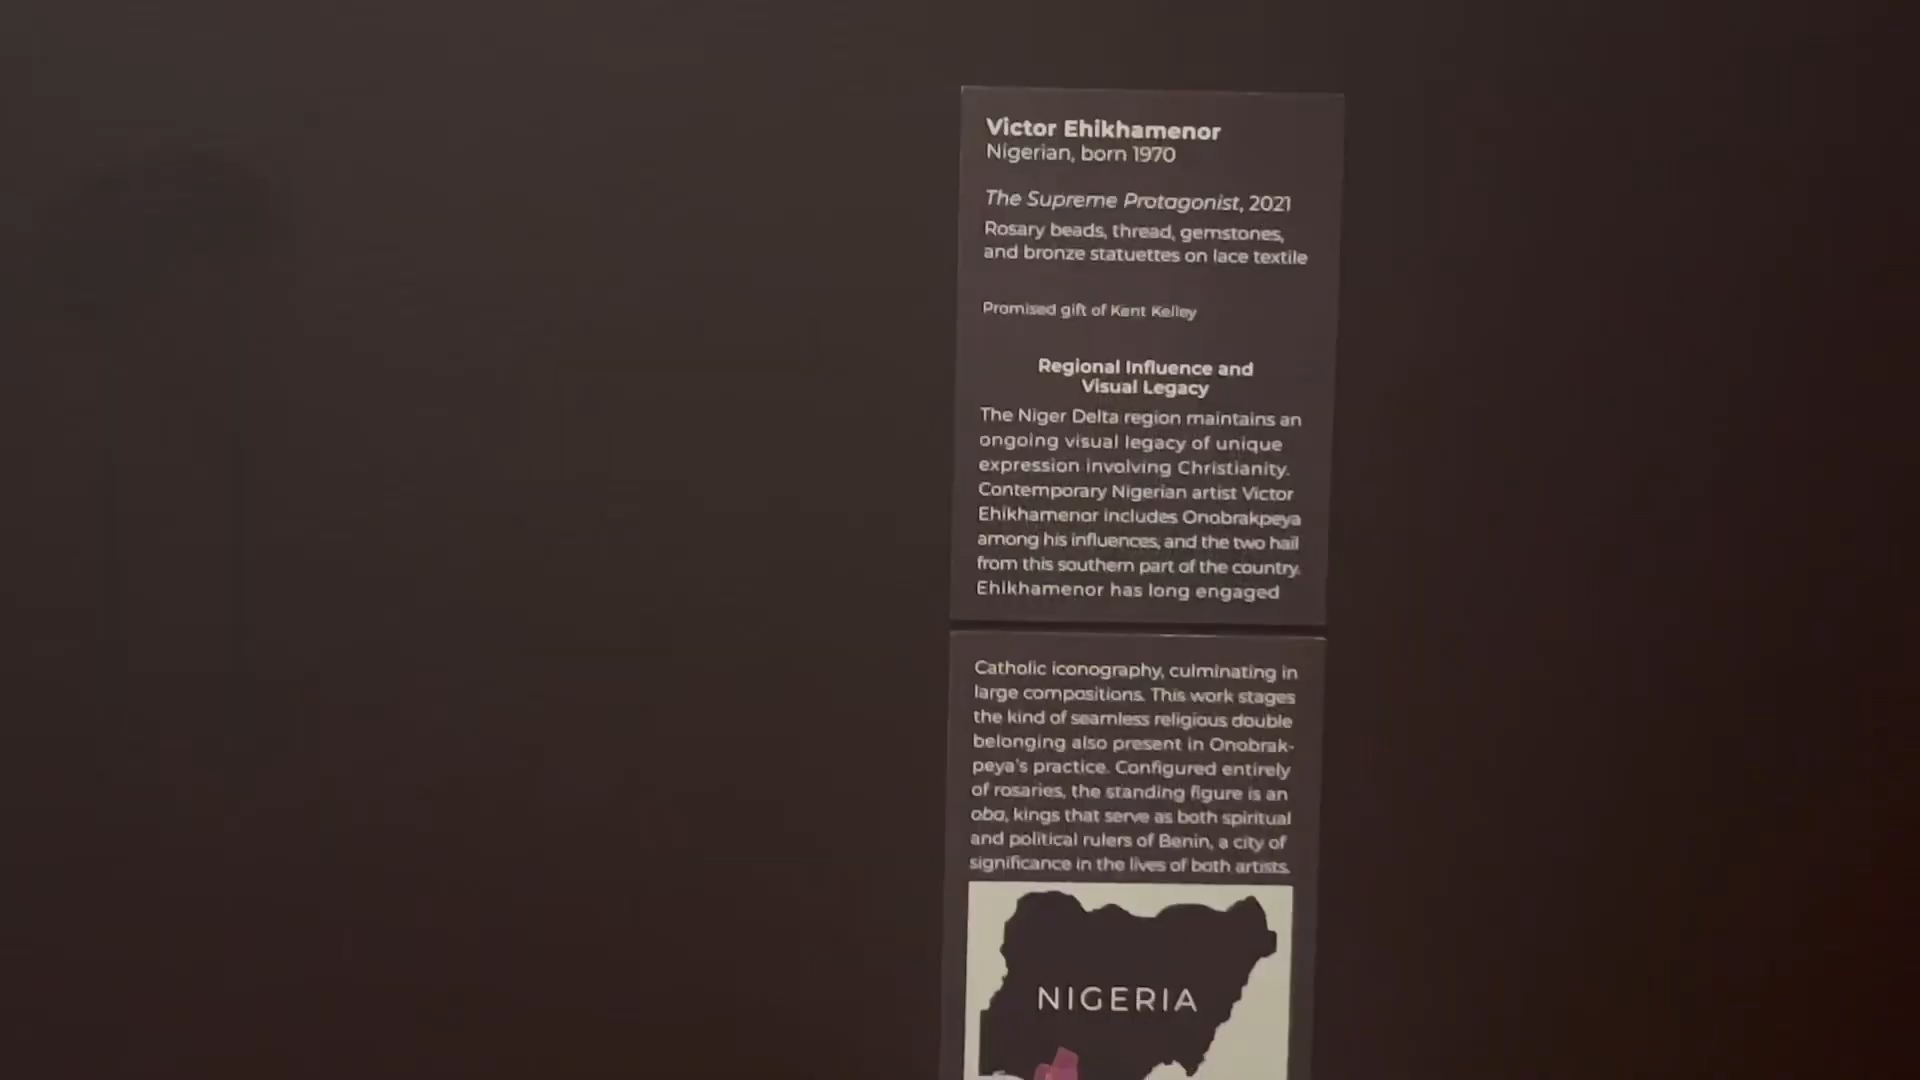 Victor Ehikhamenor
Nigerian, born 1970
The Supreme Protagonist, 2021
Rosary beads, thread, gemstones,
and bronze statuettes on lace textile
Promised gift of Kent Kelley
Regional Influence and
Visual Legacy
The Niger Delta region maintains an
ongoing visual legacy of unique
expression involving Christianity.
Contemporary Nigerian artist Victor
Ehikhamenor includes Onobrakpeya
among his influences, and the two hail
from this southern part of the country.
Ehikhamenor has long engaged
Catholic iconography, culminating in
large compositions. This work stages
the kind of seamless religious double
belonging also present in Onobrak-
peya's practice. Configured entirely
of rosaries, the standing figure is an
oba, kings that serve as both spiritual
and political rulers of Benin, a city of
significance in the lives of both artists.
NIGERIA